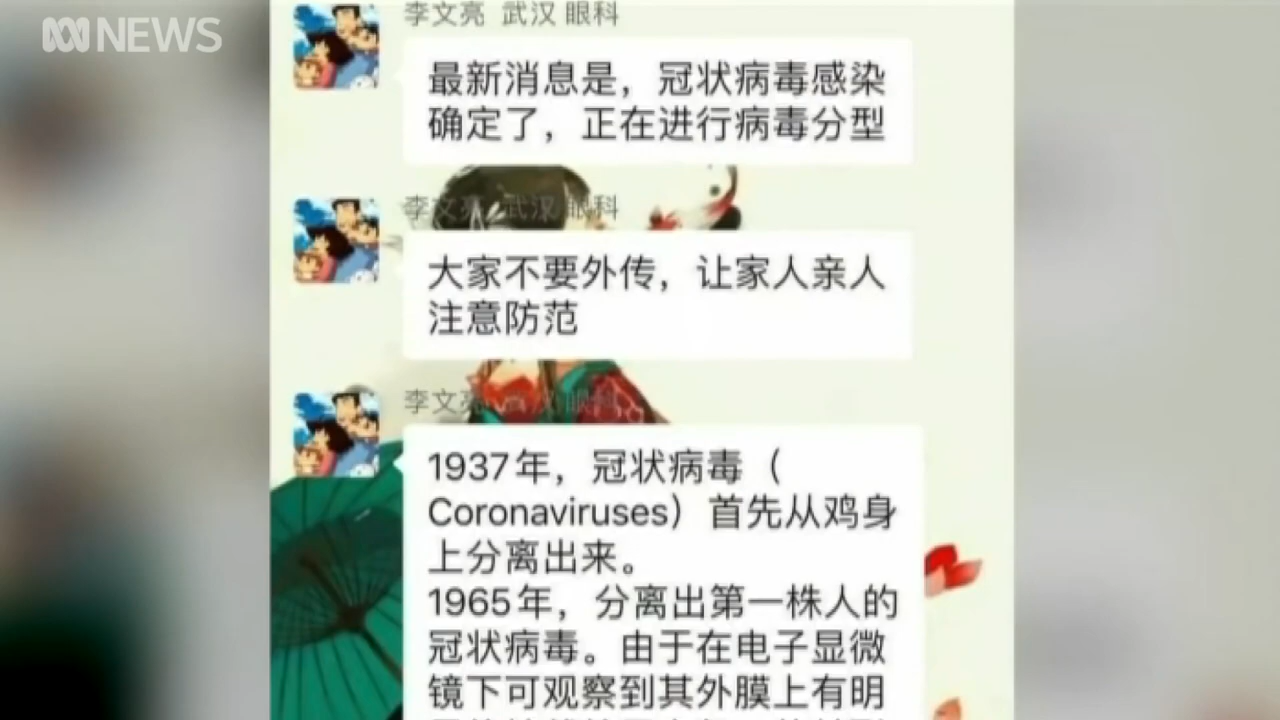 NEWS
李文亮 武汉 眼科
最新消息是，冠状病毒感染
确定了，正在进行病毒分型
李文亮 武汉 眼科
大家不要外传，让家人亲人
注意防范
李文亮 武汉 眼科
1937年，冠状病毒（
Coronaviruses）首先从鸡身
上分离出来。
1965年，分离出第一株人的
冠状病毒。由于在电子显微
镜下可观察到其外膜上有明